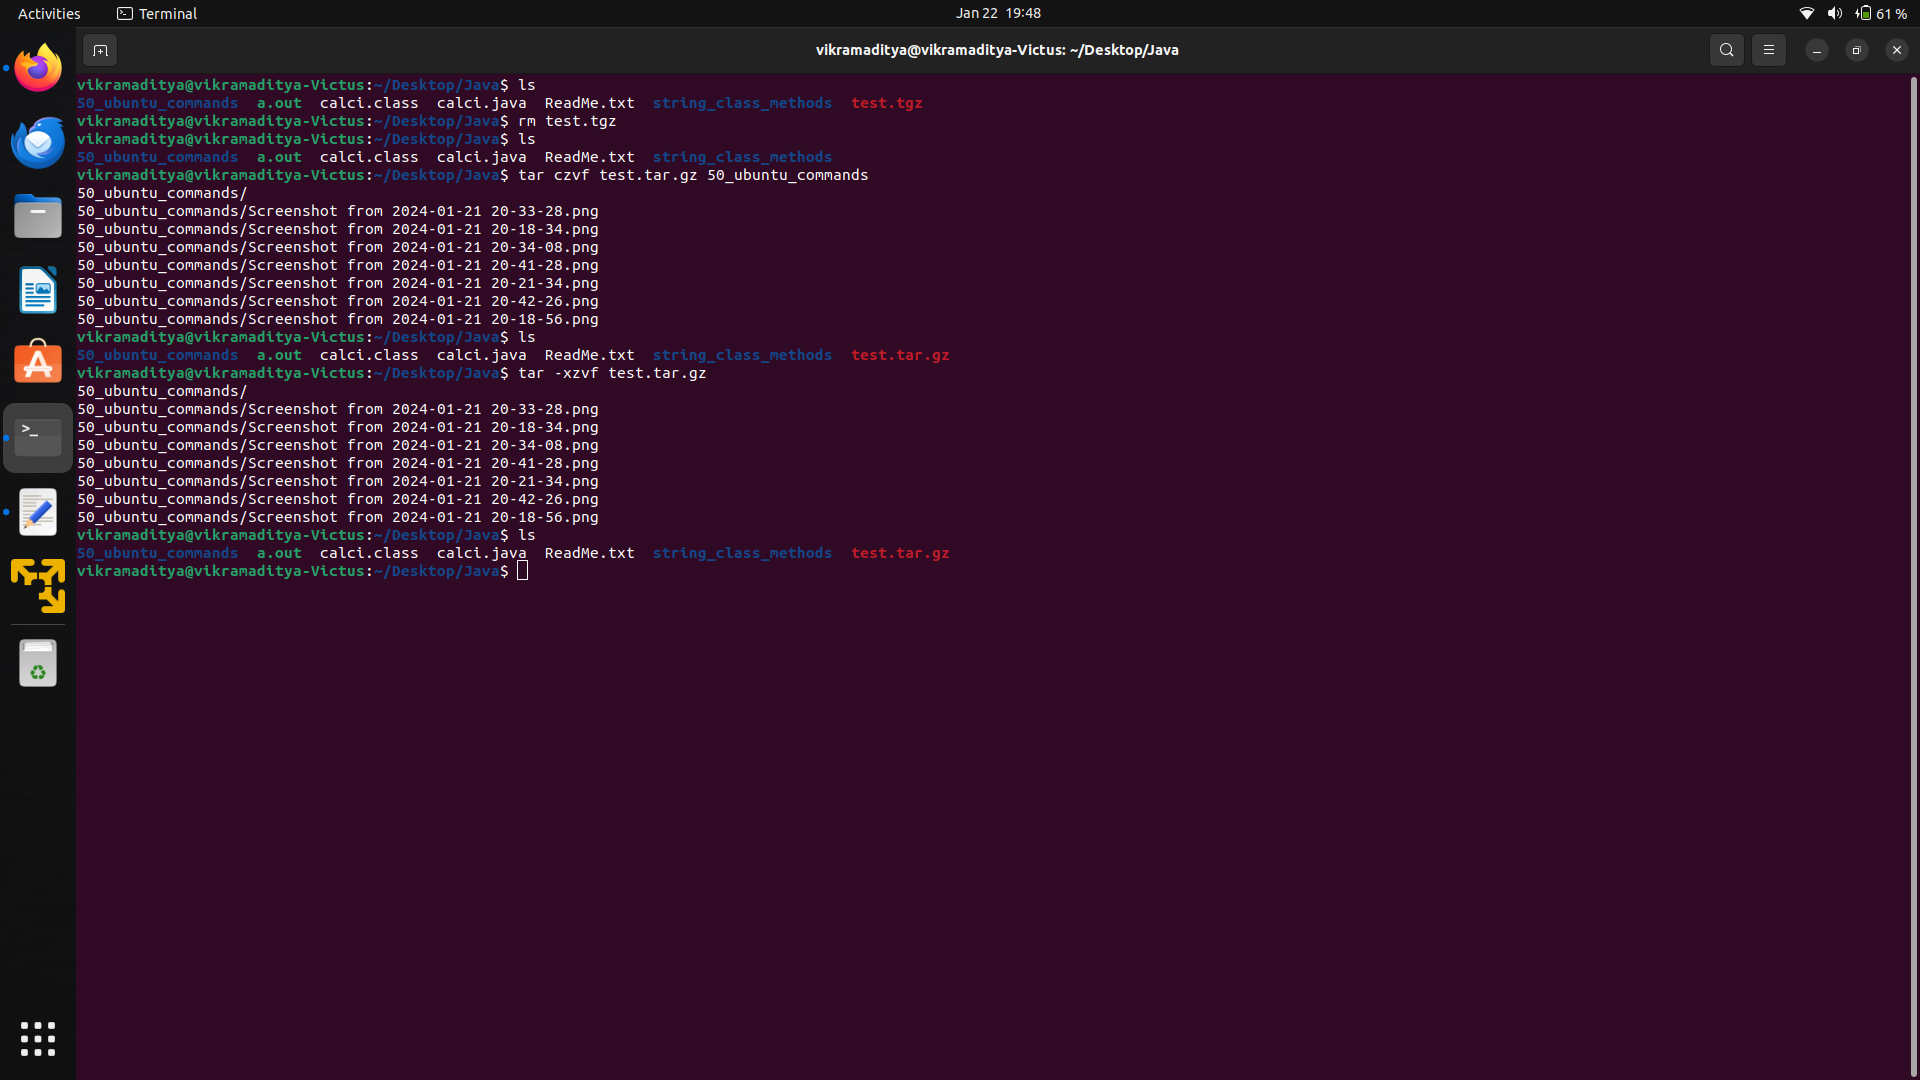 Activities Terminal Jan 22 19:48 61 %
vikramaditya@vikramaditya-Victus: ~/Desktop/Java
vikramaditya@vikramaditya-Victus:~/Desktop/Java$ ls
50_ubuntu_commands a.out calci.class calci.java ReadMe.txt string_class_methods test.tgz
vikramaditya@vikramaditya-Victus:~/Desktop/Java$ rm test.tgz
vikramaditya@vikramaditya-Victus:~/Desktop/Java$ ls
50_ubuntu_commands a.out calci.class calci.java ReadMe.txt string_class_methods
vikramaditya@vikramaditya-Victus:~/Desktop/Java$ tar czvf test.tar.gz 50_ubuntu_commands
50_ubuntu_commands/
50_ubuntu_commands/Screenshot from 2024-01-21 20-33-28.png
50_ubuntu_commands/Screenshot from 2024-01-21 20-18-34.png
50_ubuntu_commands/Screenshot from 2024-01-21 20-34-08.png
50_ubuntu_commands/Screenshot from 2024-01-21 20-41-28.png
50_ubuntu_commands/Screenshot from 2024-01-21 20-21-34.png
50_ubuntu_commands/Screenshot from 2024-01-21 20-42-26.png
50_ubuntu_commands/Screenshot from 2024-01-21 20-18-56.png
vikramaditya@vikramaditya-Victus:~/Desktop/Java$ ls
50_ubuntu_commands a.out calci.class calci.java ReadMe.txt string_class_methods test.tar.gz
vikramaditya@vikramaditya-Victus:~/Desktop/Java$ tar -xzvf test.tar.gz
50_ubuntu_commands/
50_ubuntu_commands/Screenshot from 2024-01-21 20-33-28.png
50_ubuntu_commands/Screenshot from 2024-01-21 20-18-34.png
50_ubuntu_commands/Screenshot from 2024-01-21 20-34-08.png
50_ubuntu_commands/Screenshot from 2024-01-21 20-41-28.png
50_ubuntu_commands/Screenshot from 2024-01-21 20-21-34.png
50_ubuntu_commands/Screenshot from 2024-01-21 20-42-26.png
50_ubuntu_commands/Screenshot from 2024-01-21 20-18-56.png
vikramaditya@vikramaditya-Victus:~/Desktop/Java$ ls
50_ubuntu_commands a.out calci.class calci.java ReadMe.txt string_class_methods test.tar.gz
vikramaditya@vikramaditya-Victus:~/Desktop/Java$